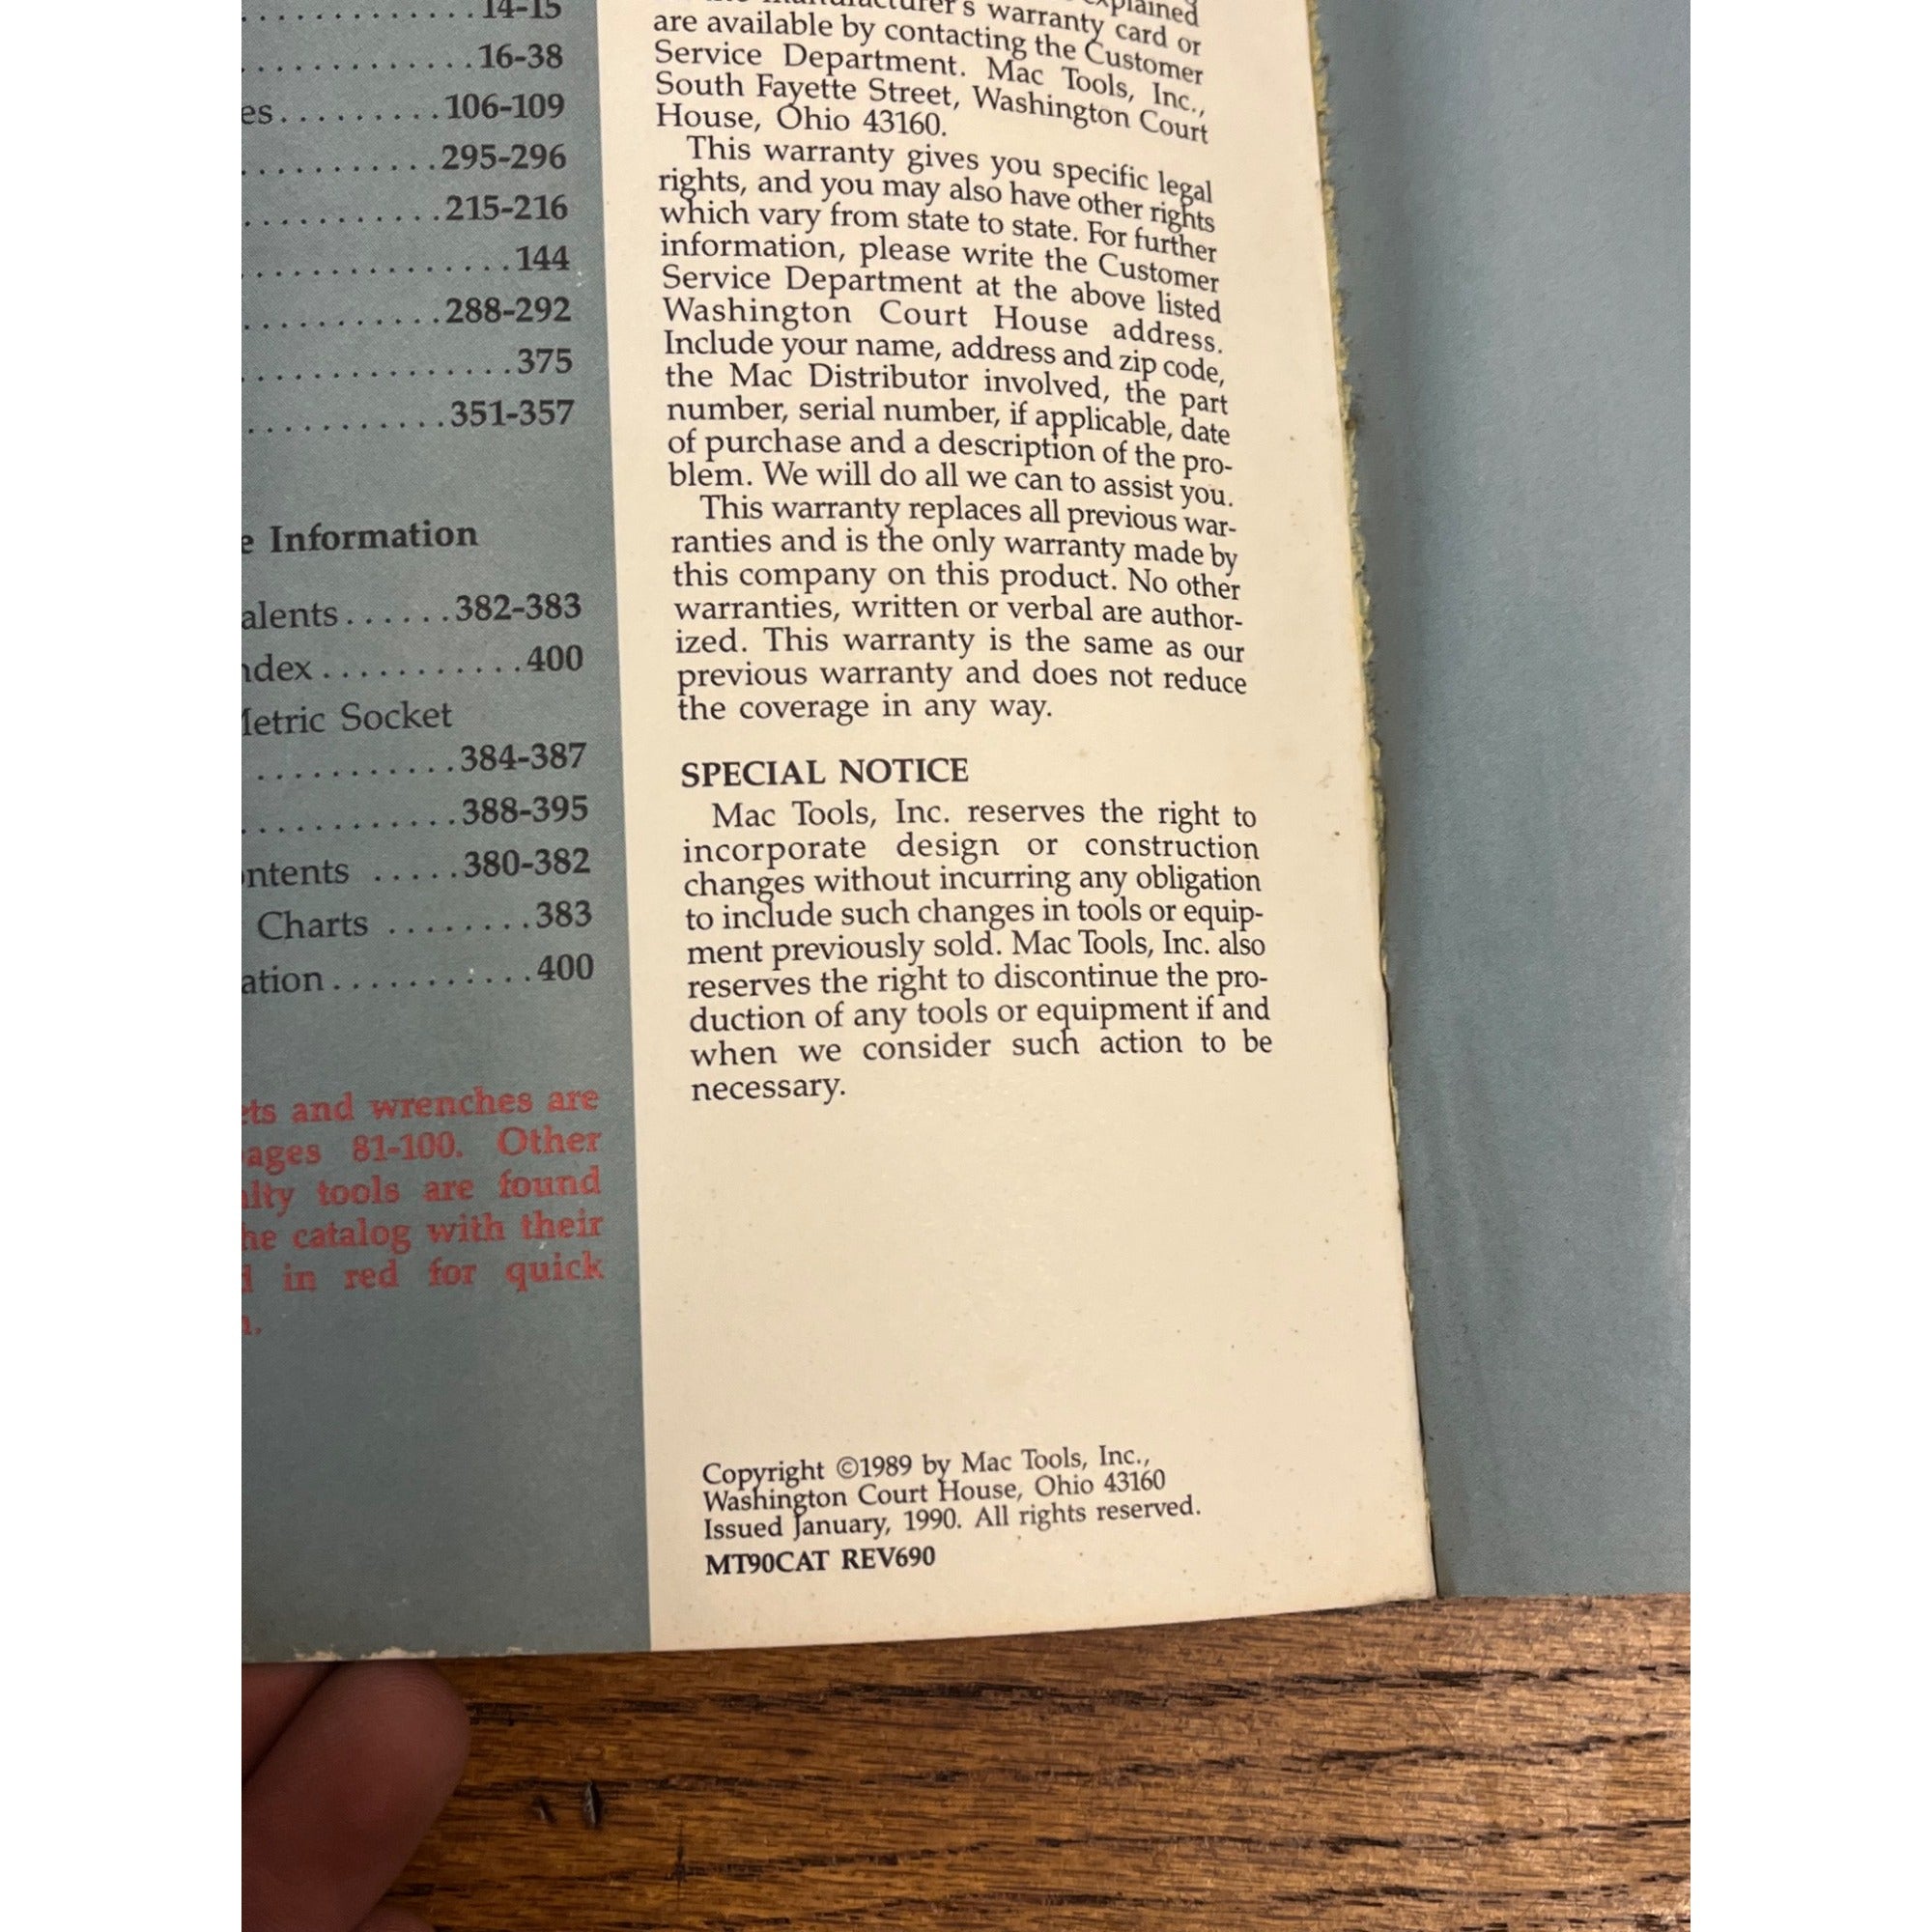 14-15
16-38
es.........106-109
295-296
215-216
144
288-292
375
351-357
e Information
alents......382-383
ndex...........400
Metric Socket
384-387
388-395
ntents .....380-382
Charts ........383
ation...........400
ets and wrenches are
ages 81-100. Other
alty tools are found
he catalog with their
in red for quick
explained
manufacturer's warranty card or
are available by contacting the Customer
Service Department. Mac Tools, Inc.,
South Fayette Street, Washington Court
House, Ohio 43160.
This warranty gives you specific legal
rights, and you may also have other rights
which vary from state to state. For further
information, please write the Customer
Service Department at the above listed
Washington Court House address.
Include your name, address and zip code,
the Mac Distributor involved, the part
number, serial number, if applicable, date
of purchase and a description of the pro-
blem. We will do all we can to assist you.
This warranty replaces all previous war-
ranties and is the only warranty made by
this company on this product. No other
warranties, written or verbal are author-
ized. This warranty is the same as our
previous warranty and does not reduce
the coverage in any way.
SPECIAL NOTICE
Mac Tools, Inc. reserves the right to
incorporate design or construction
changes without incurring any obligation
to include such changes in tools or equip-
ment previously sold. Mac Tools, Inc. also
reserves the right to discontinue the pro-
duction of any tools or equipment if and
when we consider such action to be
necessary.
Copyright ©1989 by Mac Tools, Inc.,
Washington Court House, Ohio 43160
Issued January, 1990. All rights reserved.
MT90CAT REV690